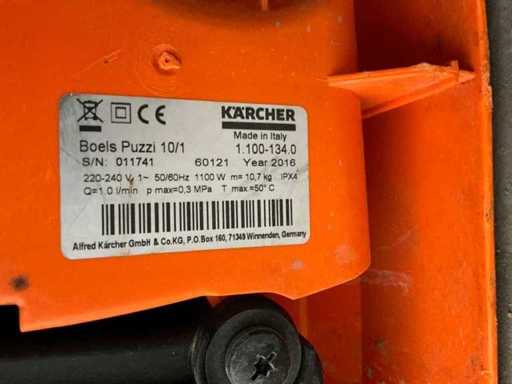 CE KÄRCHER
Made in Italy
Boels Puzzi 10/1 1.100-134.0
S/N: 011741 60121 Year 2016
220-240 V 1~ 50/60Hz 1100 W m= 10,7 kg IPX4
Q=1.0 l/min p max=0,3 MPa T max.=50° C
Alfred Kärcher GmbH & Co.KG, P.O.Box 160, 71349 Winnenden, Germany